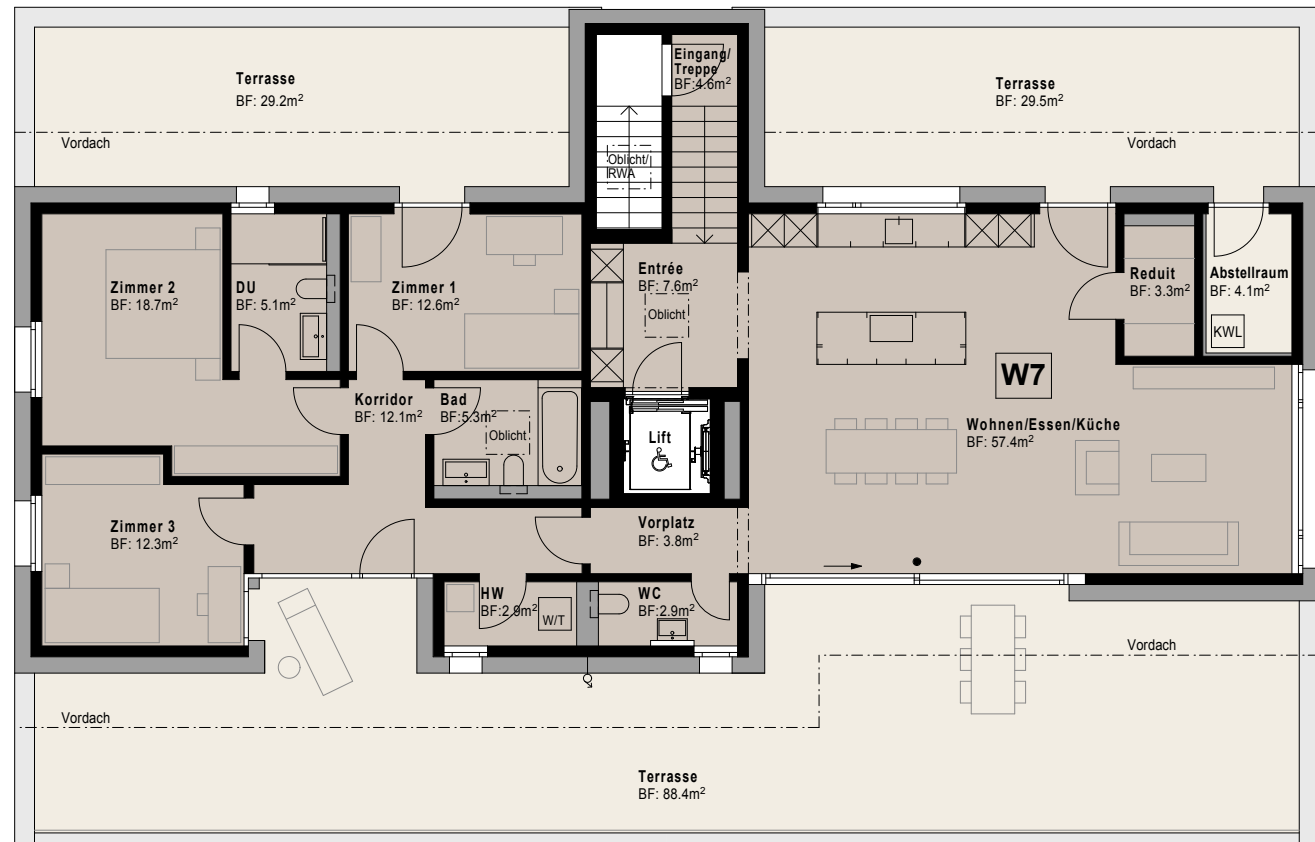 Eingang/
Treppe
BF:4.6m²
Terrasse
BF: 29.2m²
Terrasse
BF: 29.5m²
Vordach
Vordach
Oblicht/
RWA
Zimmer 2
BF: 18.7m²
DU
BF: 5.1m²
Zimmer 1
BF: 12.6m²
Entrée
BF: 7.6m²
Oblicht
Reduit
BF: 3.3m²
Abstellraum
BF: 4.1m²
KWL
W7
Korridor
BF: 12.1m²
Bad
BF:5.3m²
Oblicht
Lift
Wohnen/Essen/Küche
BF: 57.4m²
Zimmer 3
BF: 12.3m²
Vorplatz
BF: 3.8m²
HW
BF:2.9m²
W/T
WC
BF:2.9m²
Vordach
Vordach
Terrasse
BF: 88.4m²